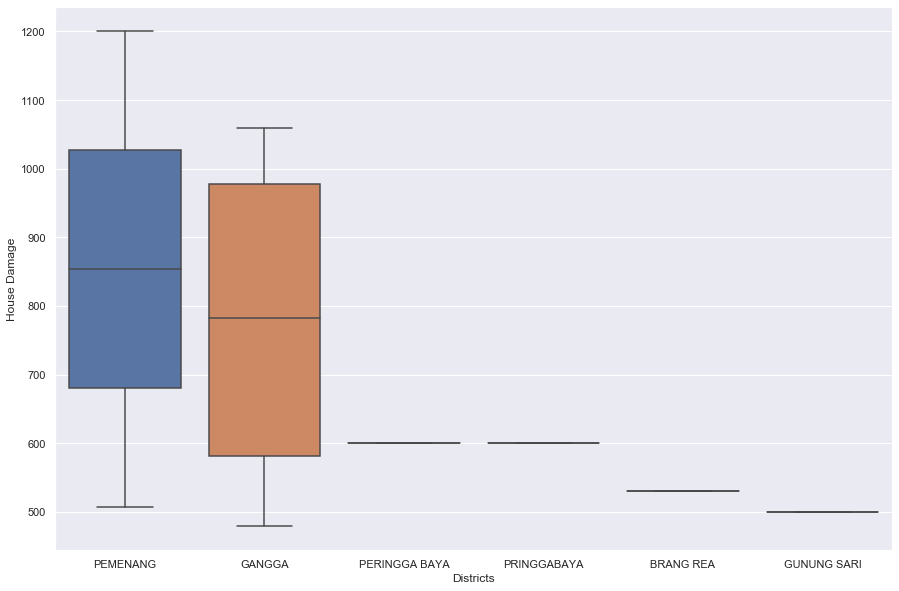 1200
1100
1000
900
800
700
600
500
House Damage
PEMENANG
GANGGA
PERINGGA BAYA
PRINGGABAYA
BRANG REA
GUNUNG SARI
Districts